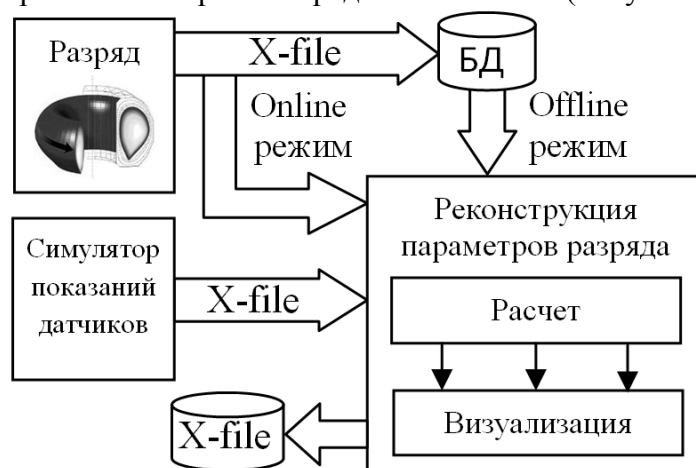 Разряд
X-file
БД
Online
режим
Offline
режим
Реконструкция
параметров разряда
Симулятор
показаний
датчиков
X-file
Расчет
Визуализация
X-file